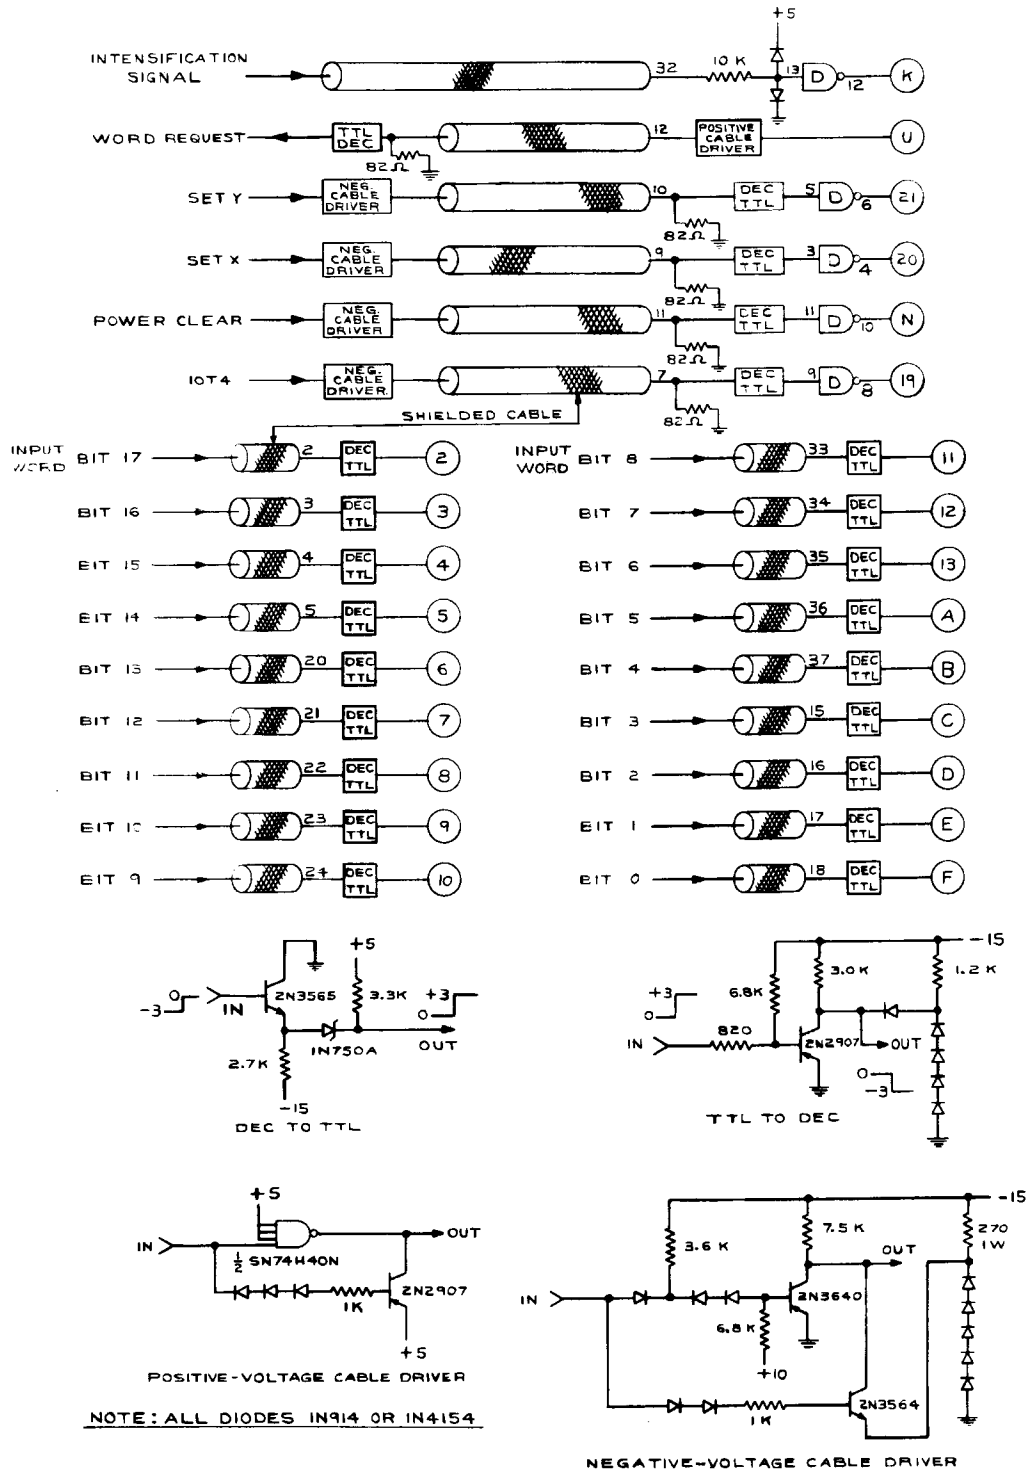 +5
INTENSIFICATION SIGNAL 32 10 K 13 D 12 K
WORD REQUEST TTL DEC 82Ω 12 POSITIVE CABLE DRIVER U
SET Y NEG. CABLE DRIVER 10 82Ω DEC TTL 5 D 6 21
SET X NEG. CABLE DRIVER 9 82Ω DEC TTL 3 D 4 20
POWER CLEAR NEG. CABLE DRIVER 11 82Ω DEC TTL 11 D 10 N
IOT4 NEG. CABLE DRIVER. 7 82Ω DEC TTL 9 D 8 19
SHIELDED CABLE
INPUT WORD BIT 17 2 DEC TTL 2
BIT 16 3 DEC TTL 3
BIT 15 4 DEC TTL 4
BIT 14 5 DEC TTL 5
BIT 13 20 DEC TTL 6
BIT 12 21 DEC TTL 7
BIT 11 22 DEC TTL 8
BIT 10 23 DEC TTL 9
BIT 9 24 DEC TTL 10
INPUT WORD BIT 8 33 DEC TTL 11
BIT 7 34 DEC TTL 12
BIT 6 35 DEC TTL 13
BIT 5 36 DEC TTL A
BIT 4 37 DEC TTL B
BIT 3 15 DEC TTL C
BIT 2 16 DEC TTL D
BIT 1 17 DEC TTL E
BIT 0 18 DEC TTL F
+5
0 -3 IN 2N3565 3.3K +3 0
1N750A OUT
2.7K
-15
DEC TO TTL
-15
+3 0 6.8K 3.0K 1.2K
IN 820 2N2907 OUT
0 -3
TTL TO DEC
+5
IN OUT
½ SN74H40N
1K 2N2907
+5
POSITIVE-VOLTAGE CABLE DRIVER
NOTE: ALL DIODES 1N914 OR 1N4154
-15
3.6K 7.5K 270 1W
OUT
IN 2N3640
6.8K
+10
1K 2N3564
NEGATIVE-VOLTAGE CABLE DRIVER